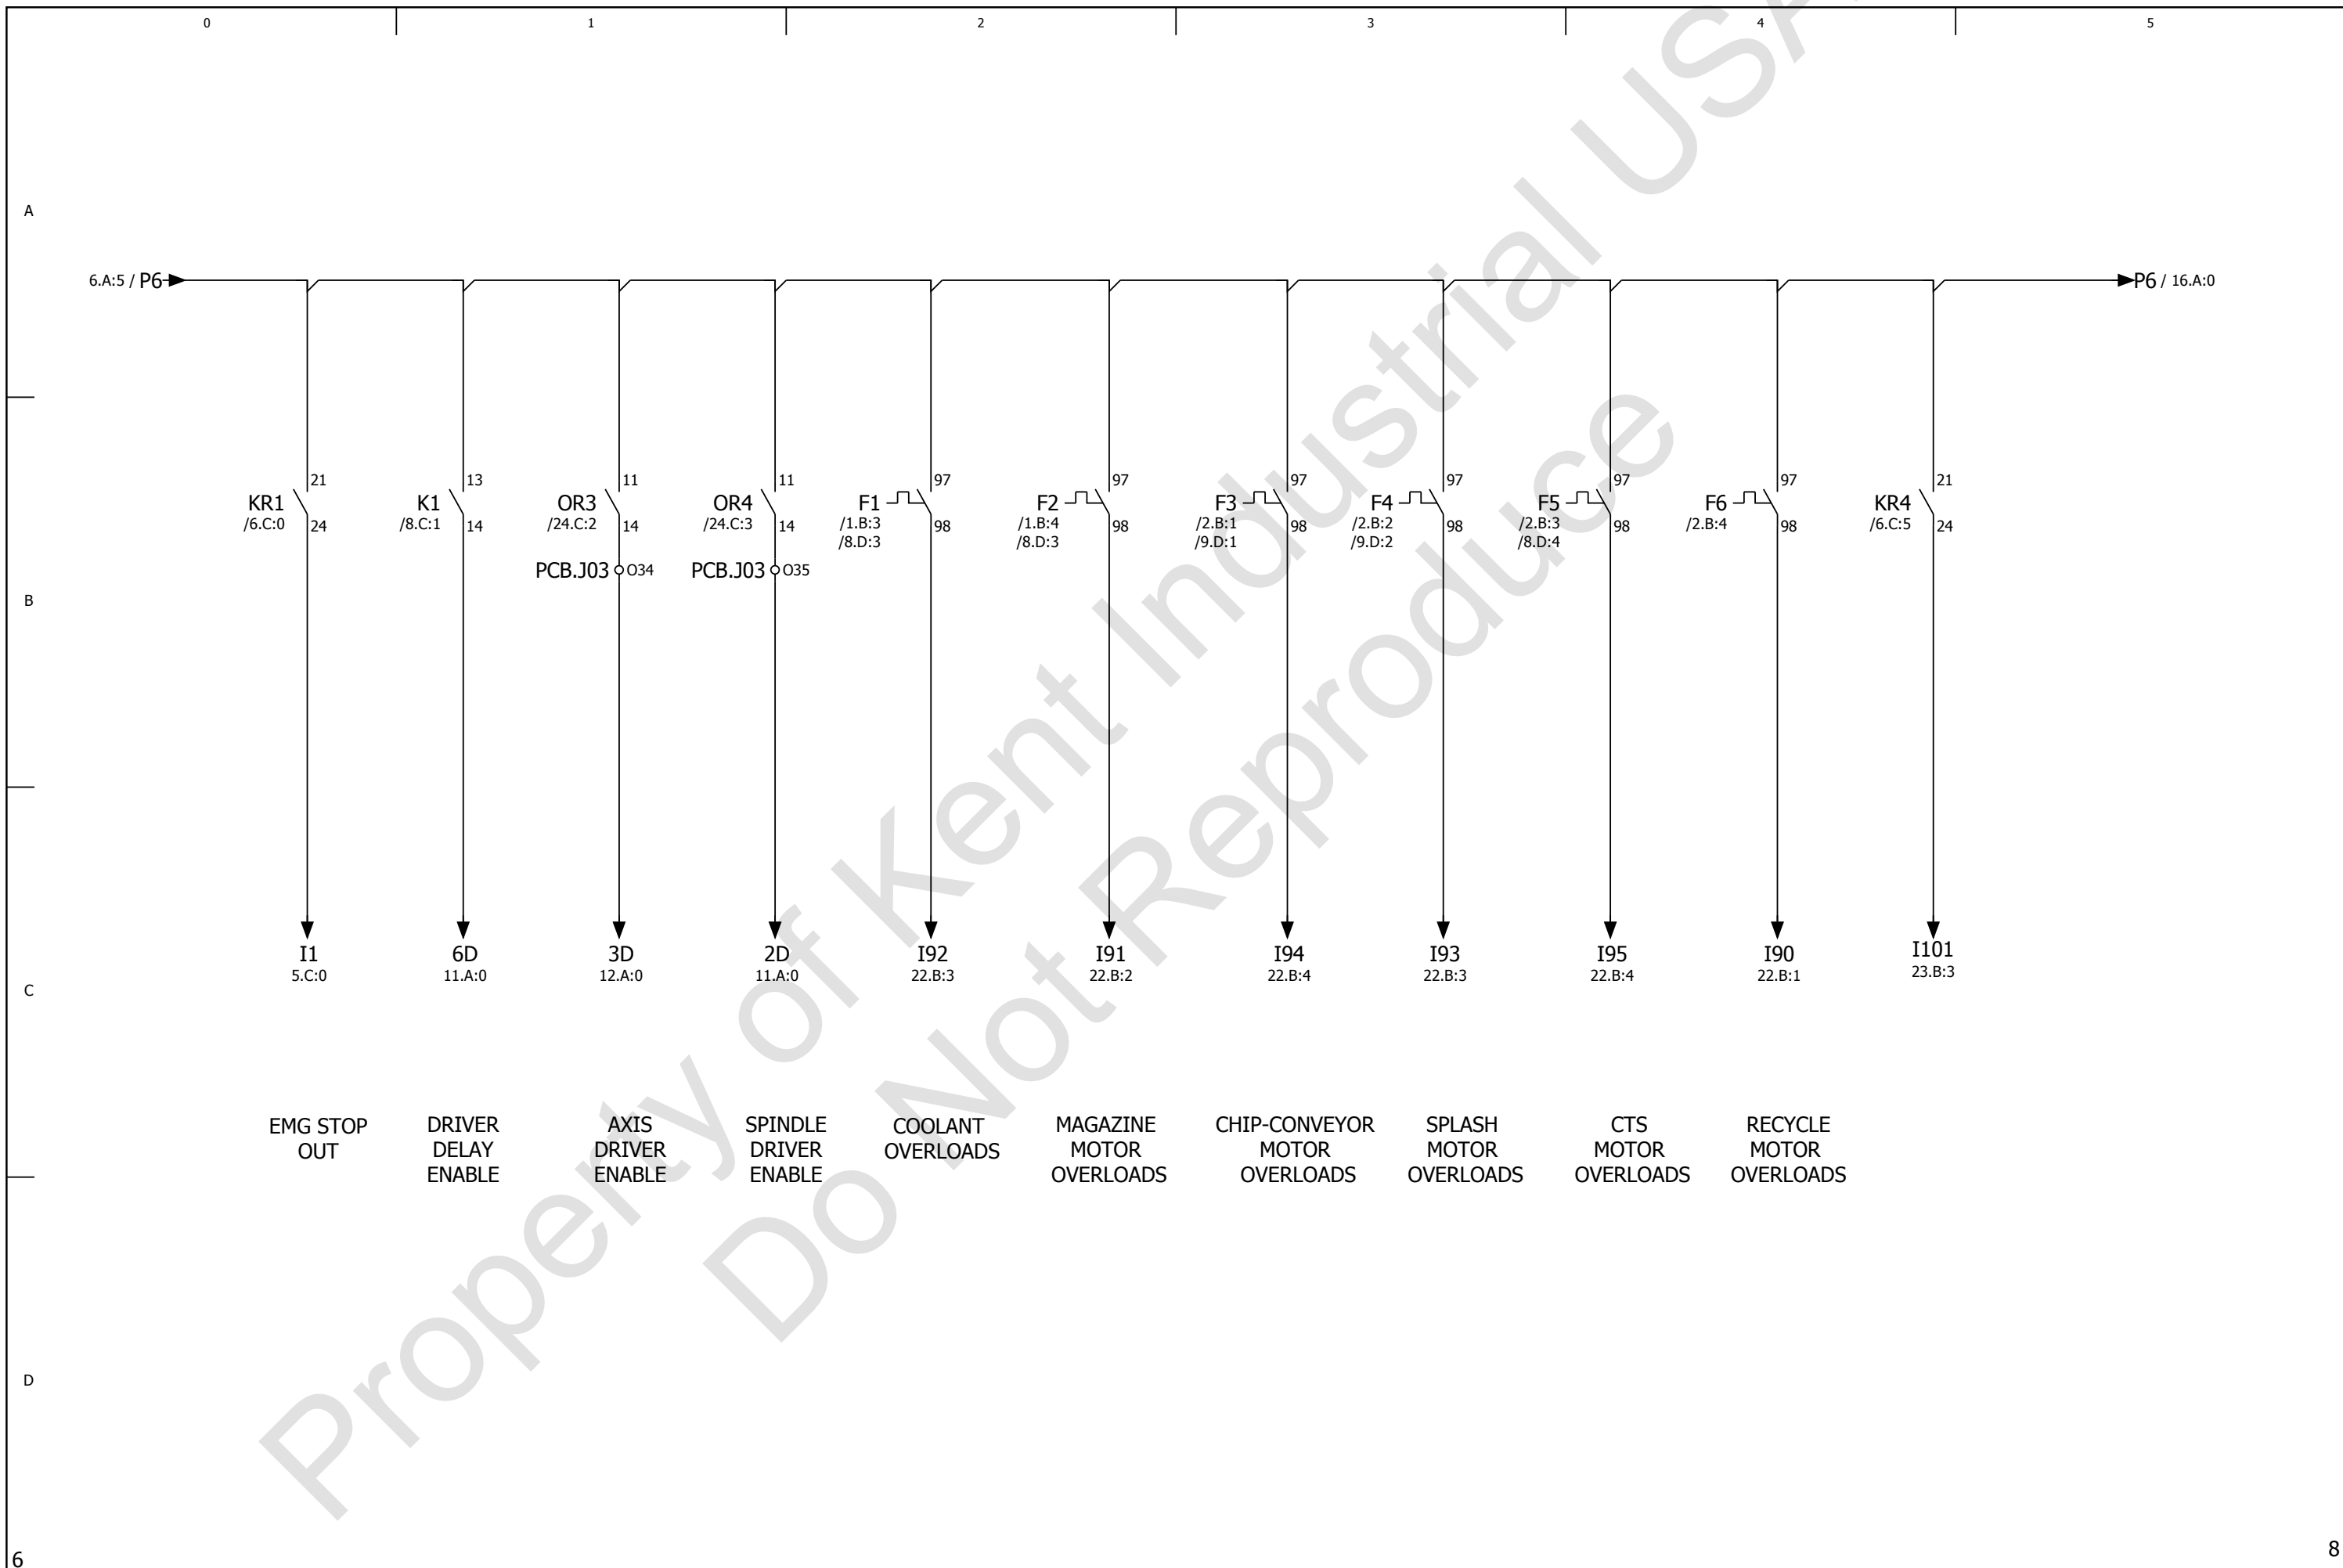 0 1 2 3 4 5
A
6.A:5 / P6
P6 / 16.A:0
B
KR1
/6.C:0
21
24
K1
/8.C:1
13
14
OR3
/24.C:2
11
14
PCB.J03 O34
OR4
/24.C:3
11
14
PCB.J03 O35
F1
/1.B:3
/8.D:3
97
98
F2
/1.B:4
/8.D:3
97
98
F3
/2.B:1
/9.D:1
97
98
F4
/2.B:2
/9.D:2
97
98
F5
/2.B:3
/8.D:4
97
98
F6
/2.B:4
97
98
KR4
/6.C:5
21
24
C
I1
5.C:0
6D
11.A:0
3D
12.A:0
2D
11.A:0
I92
22.B:3
I91
22.B:2
I94
22.B:4
I93
22.B:3
I95
22.B:4
I90
22.B:1
I101
23.B:3
EMG STOP
OUT
DRIVER
DELAY
ENABLE
AXIS
DRIVER
ENABLE
SPINDLE
DRIVER
ENABLE
COOLANT
OVERLOADS
MAGAZINE
MOTOR
OVERLOADS
CHIP-CONVEYOR
MOTOR
OVERLOADS
SPLASH
MOTOR
OVERLOADS
CTS
MOTOR
OVERLOADS
RECYCLE
MOTOR
OVERLOADS
D
6
8
Property of Kent Industrial USA
Do Not Reproduce